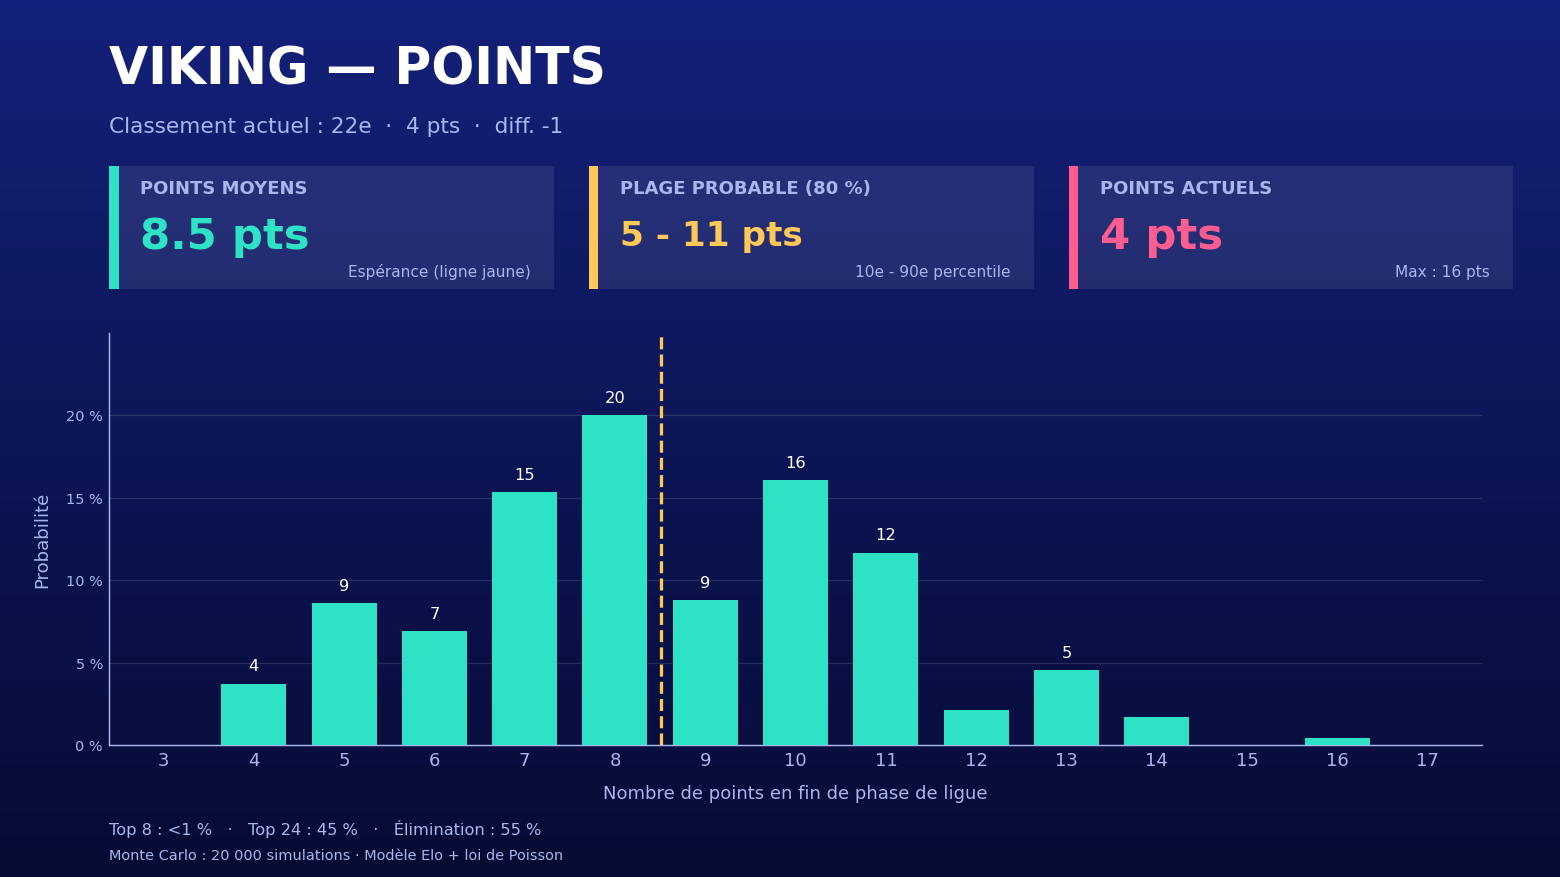 VIKING — POINTS
Classement actuel : 22e · 4 pts · diff. -1
POINTS MOYENS
8.5 pts
Espérance (ligne jaune)
PLAGE PROBABLE (80 %)
5 - 11 pts
10e - 90e percentile
POINTS ACTUELS
4 pts
Max : 16 pts
Probabilité
20 %
15 %
10 %
5 %
0 %
4
9
7
15
20
9
16
12
5
3 4 5 6 7 8 9 10 11 12 13 14 15 16 17
Nombre de points en fin de phase de ligue
Top 8 : <1 % · Top 24 : 45 % · Élimination : 55 %
Monte Carlo : 20 000 simulations · Modèle Elo + loi de Poisson